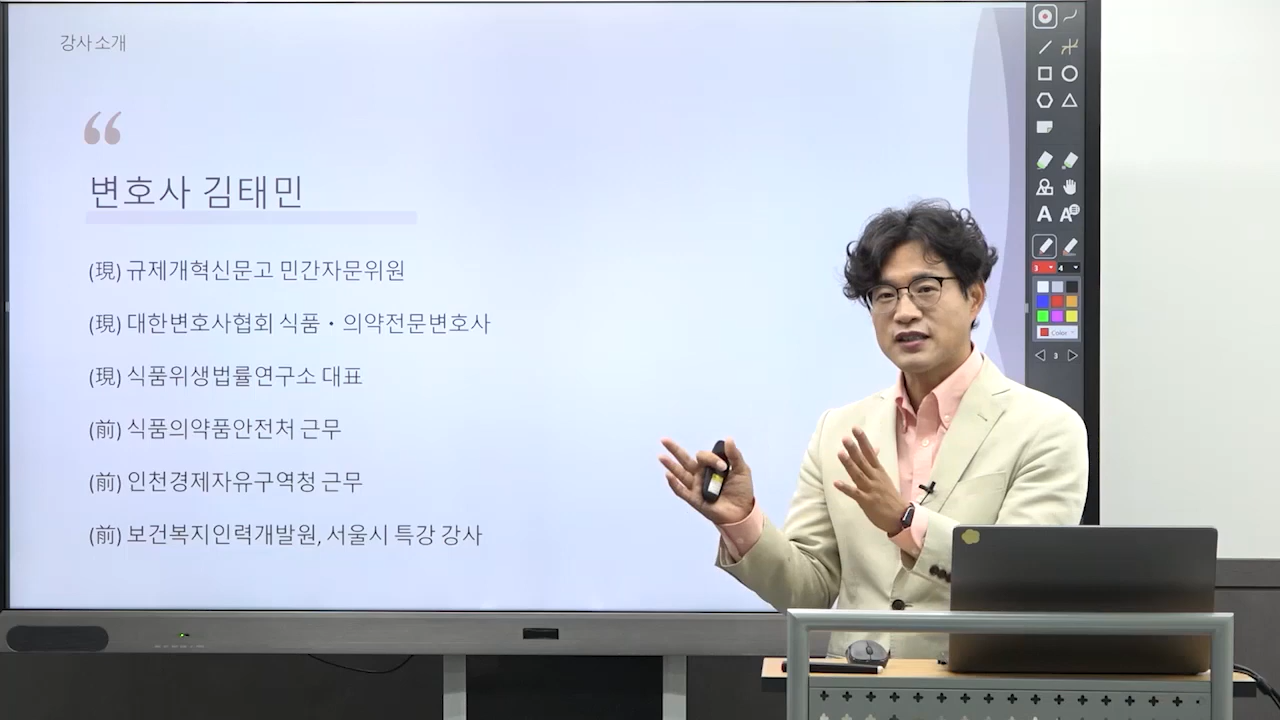 강사 소개
“
변호사 김태민
(現) 규제개혁신문고 민간자문위원
(現) 대한변호사협회 식품・의약전문변호사
(現) 식품위생법률연구소 대표
(前) 식품의약품안전처 근무
(前) 인천경제자유구역청 근무
(前) 보건복지인력개발원, 서울시 특강 강사
A A
3 4
Color
3